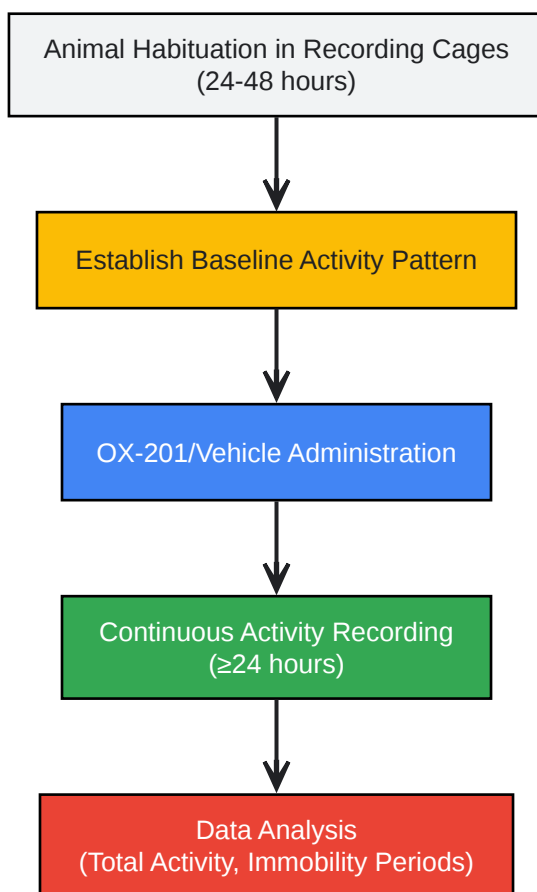 Animal Habituation in Recording Cages
(24-48 hours)
Establish Baseline Activity Pattern
OX-201/Vehicle Administration
Continuous Activity Recording
(≥24 hours)
Data Analysis
(Total Activity, Immobility Periods)